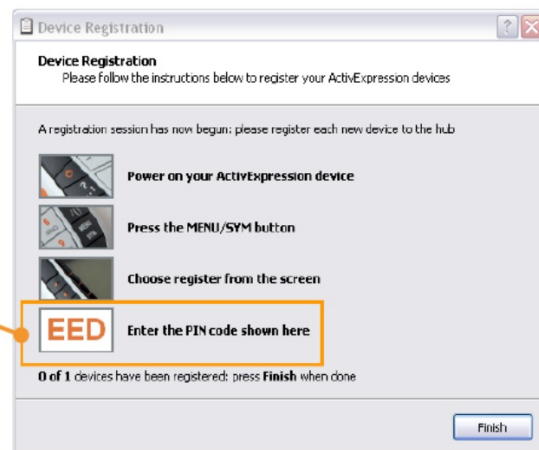 Device Registration
Device Registration
Please follow the instructions below to register your ActivExpression devices
A registration session has now begun: please register each new device to the hub
Power on your ActivExpression device
Press the MENU/SYM button
Choose register from the screen
EED
Enter the PIN code shown here
0 of 1 devices have been registered: press Finish when done
Finish